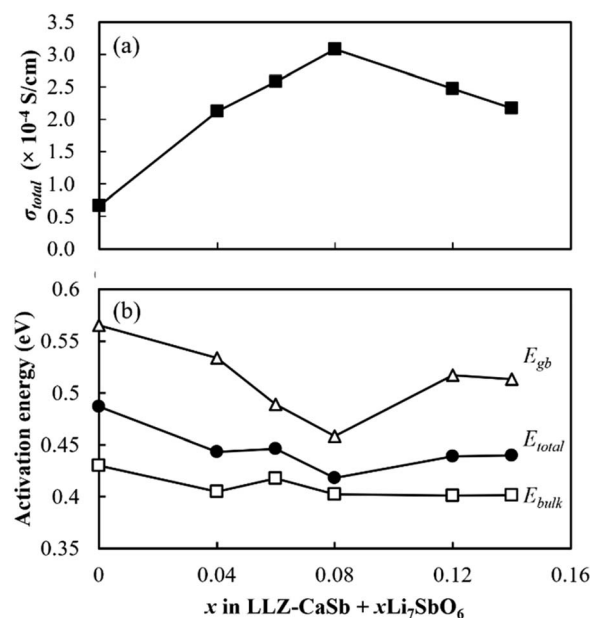 (a)
3.5
3.0
2.5
2.0
1.5
1.0
0.5
0.0
σtotal (× 10⁻⁴ S/cm)
(b)
0.6
0.55
0.5
0.45
0.4
0.35
Activation energy (eV)
Egb
Etotal
Ebulk
0 0.04 0.08 0.12 0.16
x in LLZ-CaSb + xLi₇SbO₆